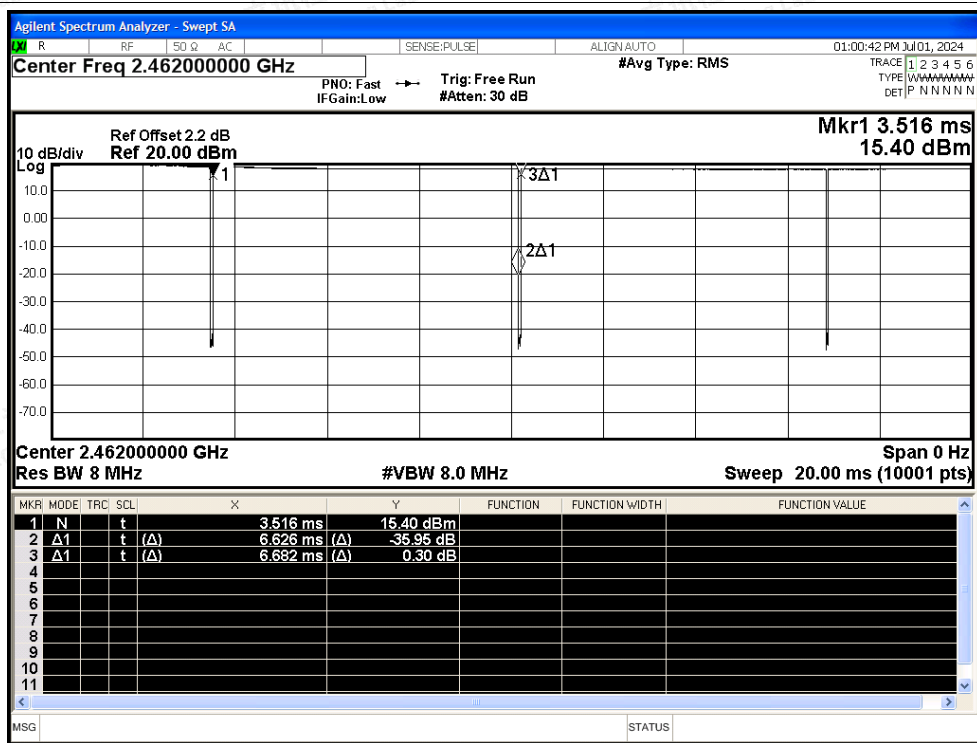 Agilent Spectrum Analyzer - Swept SA
LXI R RF 50 Ω AC SENSE:PULSE ALIGN AUTO 01:00:42 PM Jul 01, 2024
Center Freq 2.462000000 GHz #Avg Type: RMS TRACE 1 2 3 4 5 6
PNO: Fast Trig: Free Run TYPE WWWWWW
IFGain:Low #Atten: 30 dB DET P N N N N N
Mkr1 3.516 ms
Ref Offset 2.2 dB
10 dB/div Ref 20.00 dBm 15.40 dBm
Log
1 3Δ1
10.0
0.00
-10.0
2Δ1
-20.0
-30.0
-40.0
-50.0
-60.0
-70.0
Center 2.462000000 GHz Span 0 Hz
Res BW 8 MHz #VBW 8.0 MHz Sweep 20.00 ms (10001 pts)
MKR MODE TRC SCL X Y FUNCTION FUNCTION WIDTH FUNCTION VALUE
1 N t 3.516 ms 15.40 dBm
2 Δ1 t (Δ) 6.626 ms (Δ) -35.95 dB
3 Δ1 t (Δ) 6.682 ms (Δ) 0.30 dB
4
5
6
7
8
9
10
11
MSG STATUS